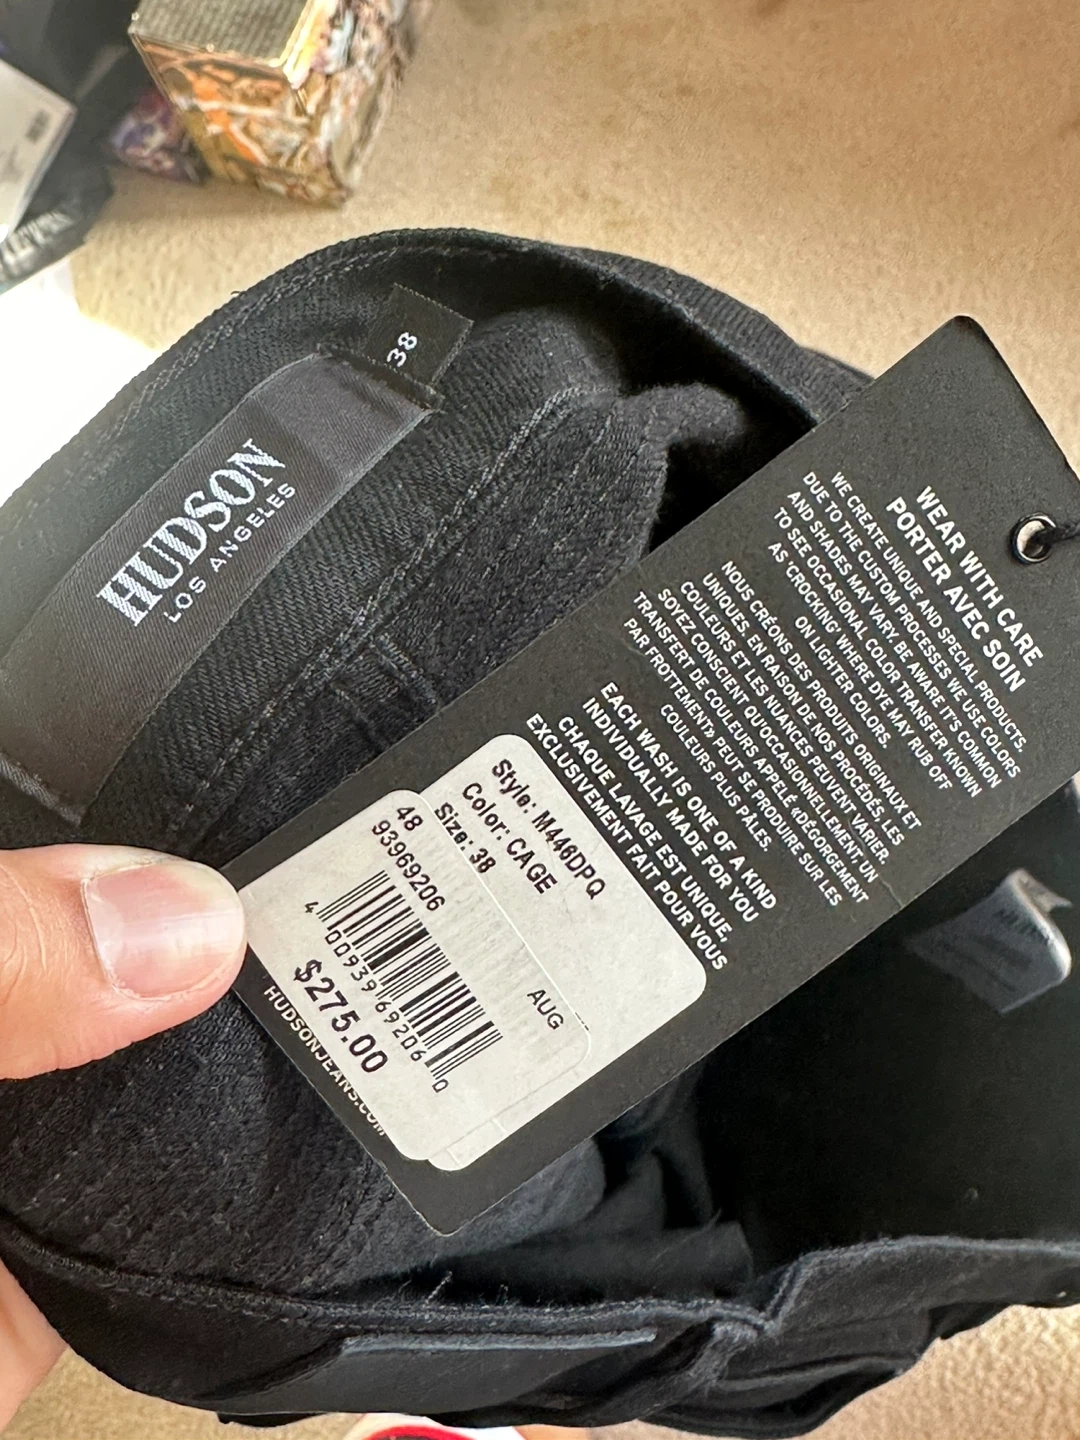 38
HUDSON
LOS ANGELES
WEAR WITH CARE
PORTER AVEC SOIN
WE CREATE UNIQUE AND SPECIAL PRODUCTS.
DUE TO THE CUSTOM PROCESSES WE USE COLORS
AND SHADES MAY VARY. BE AWARE IT'S COMMON
TO SEE OCCASIONAL COLOR TRANSFER KNOWN
AS 'CROCKING' WHERE DYE MAY RUB OFF
ON LIGHTER COLORS.
NOUS CRÉONS DES PRODUITS ORIGINAUX ET
UNIQUES. EN RAISON DE NOS PROCÉDÉS, LES
COULEURS ET LES NUANCES PEUVENT VARIER.
SOYEZ CONSCIENT QU'OCCASIONNELLEMENT, UN
TRANSFERT DE COULEURS APPELÉ «DÉGORGEMENT
PAR FROTTEMENT» PEUT SE PRODUIRE SUR LES
COULEURS PLUS PÂLES.
EACH WASH IS ONE OF A KIND
INDIVIDUALLY MADE FOR YOU
CHAQUE LAVAGE EST UNIQUE,
EXCLUSIVEMENT FAIT POUR VOUS
Style: M446DPQ
Color: CAGE
Size: 38
AUG
48
93969206
4 00939 69206 0
$275.00
HUDSONJEANS.COM